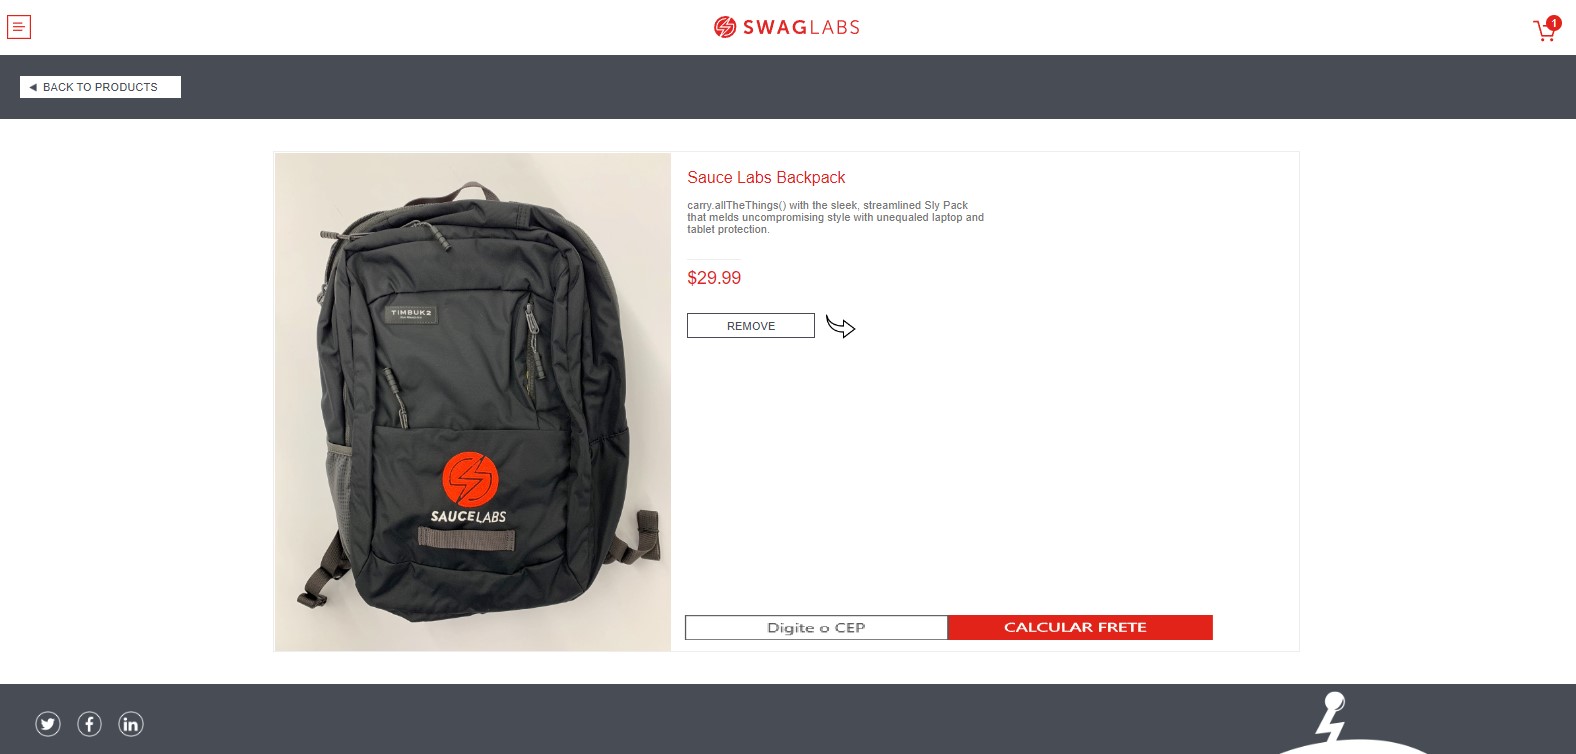 SWAGLABS
1
BACK TO PRODUCTS
Sauce Labs Backpack
carry.allTheThings() with the sleek, streamlined Sly Pack
that melds uncompromising style with unequaled laptop and
tablet protection.
$29.99
REMOVE
TIMBUK2
SAUCELABS
Digite o CEP
CALCULAR FRETE